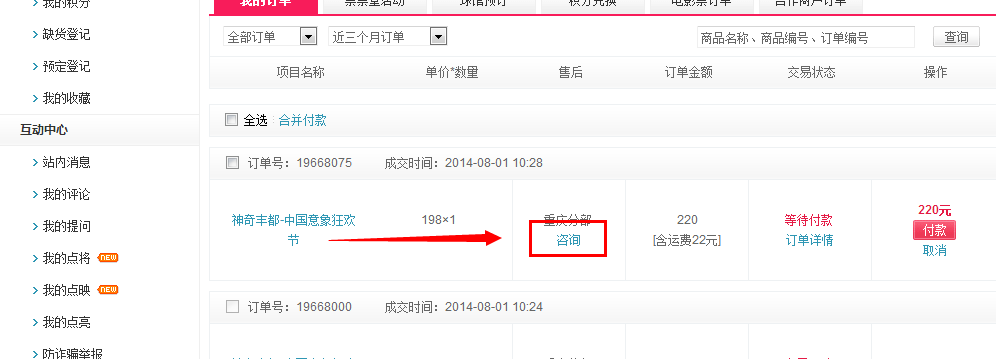 我的积分
缺货登记
预定登记
我的收藏
互动中心
站内消息
我的评论
我的提问
我的点将 NEW
我的点映 NEW
我的点亮
防诈骗举报
我的订单 票票堂活动 球馆预订 积分兑换 电影票订单 合作商户订单
全部订单 近三个月订单 商品名称、商品编号、订单编号 查询
项目名称 单价*数量 售后 订单金额 交易状态 操作
全选 合并付款
订单号：19668075 成交时间：2014-08-01 10:28
神奇丰都-中国意象狂欢节
198×1
重庆分部
咨询
220
[含运费22元]
等待付款
订单详情
220元
付款
取消
订单号：19668000 成交时间：2014-08-01 10:24